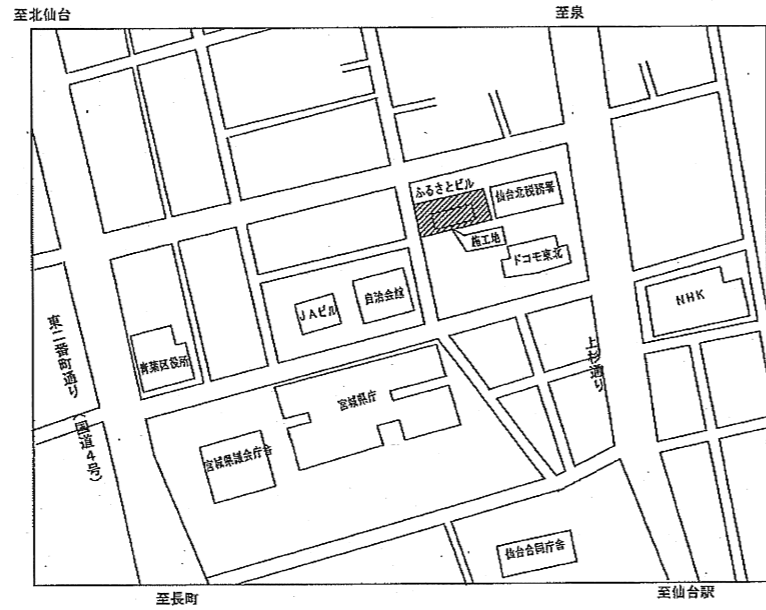 至北仙台
至泉
ふるさとビル
仙台北税務署
施工地
ドコモ東北
NHK
自治会館
JAビル
青葉区役所
東二番町通り(国道4号)
上杉通り
宮城県庁
宮城県議会庁舎
仙台合同庁舎
至長町
至仙台駅